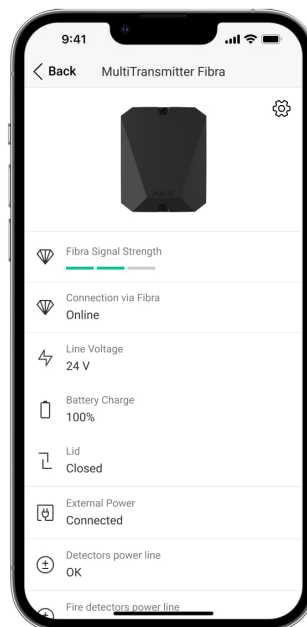 9:41
Back MultiTransmitter Fibra
AJAX
Fibra Signal Strength
Connection via Fibra
Online
Line Voltage
24 V
Battery Charge
100%
Lid
Closed
External Power
Connected
Detectors power line
OK
Fire detectors power line